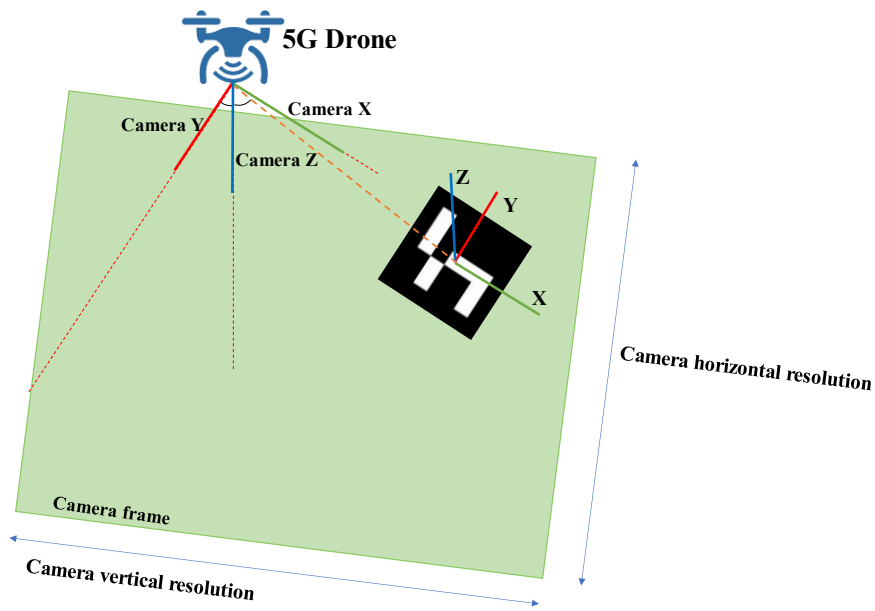 5G Drone
Camera X
Camera Y
Camera Z
Z
Y
X
Camera horizontal resolution
Camera frame
Camera vertical resolution